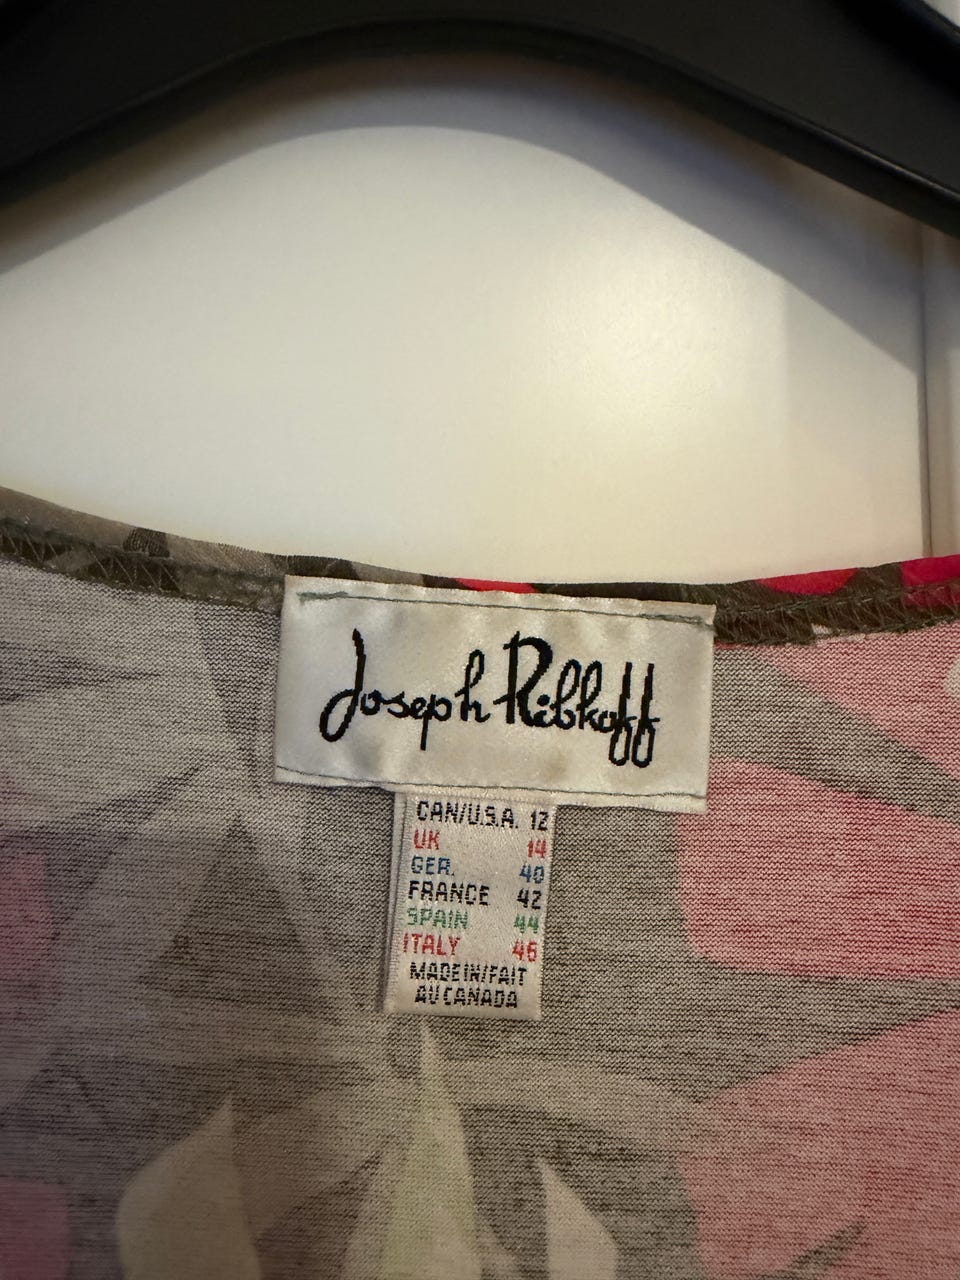 Joseph Ribkoff
CAN/U.S.A. 12
UK 14
GER. 40
FRANCE 42
SPAIN 44
ITALY 46
MADE IN/FAIT
AU CANADA